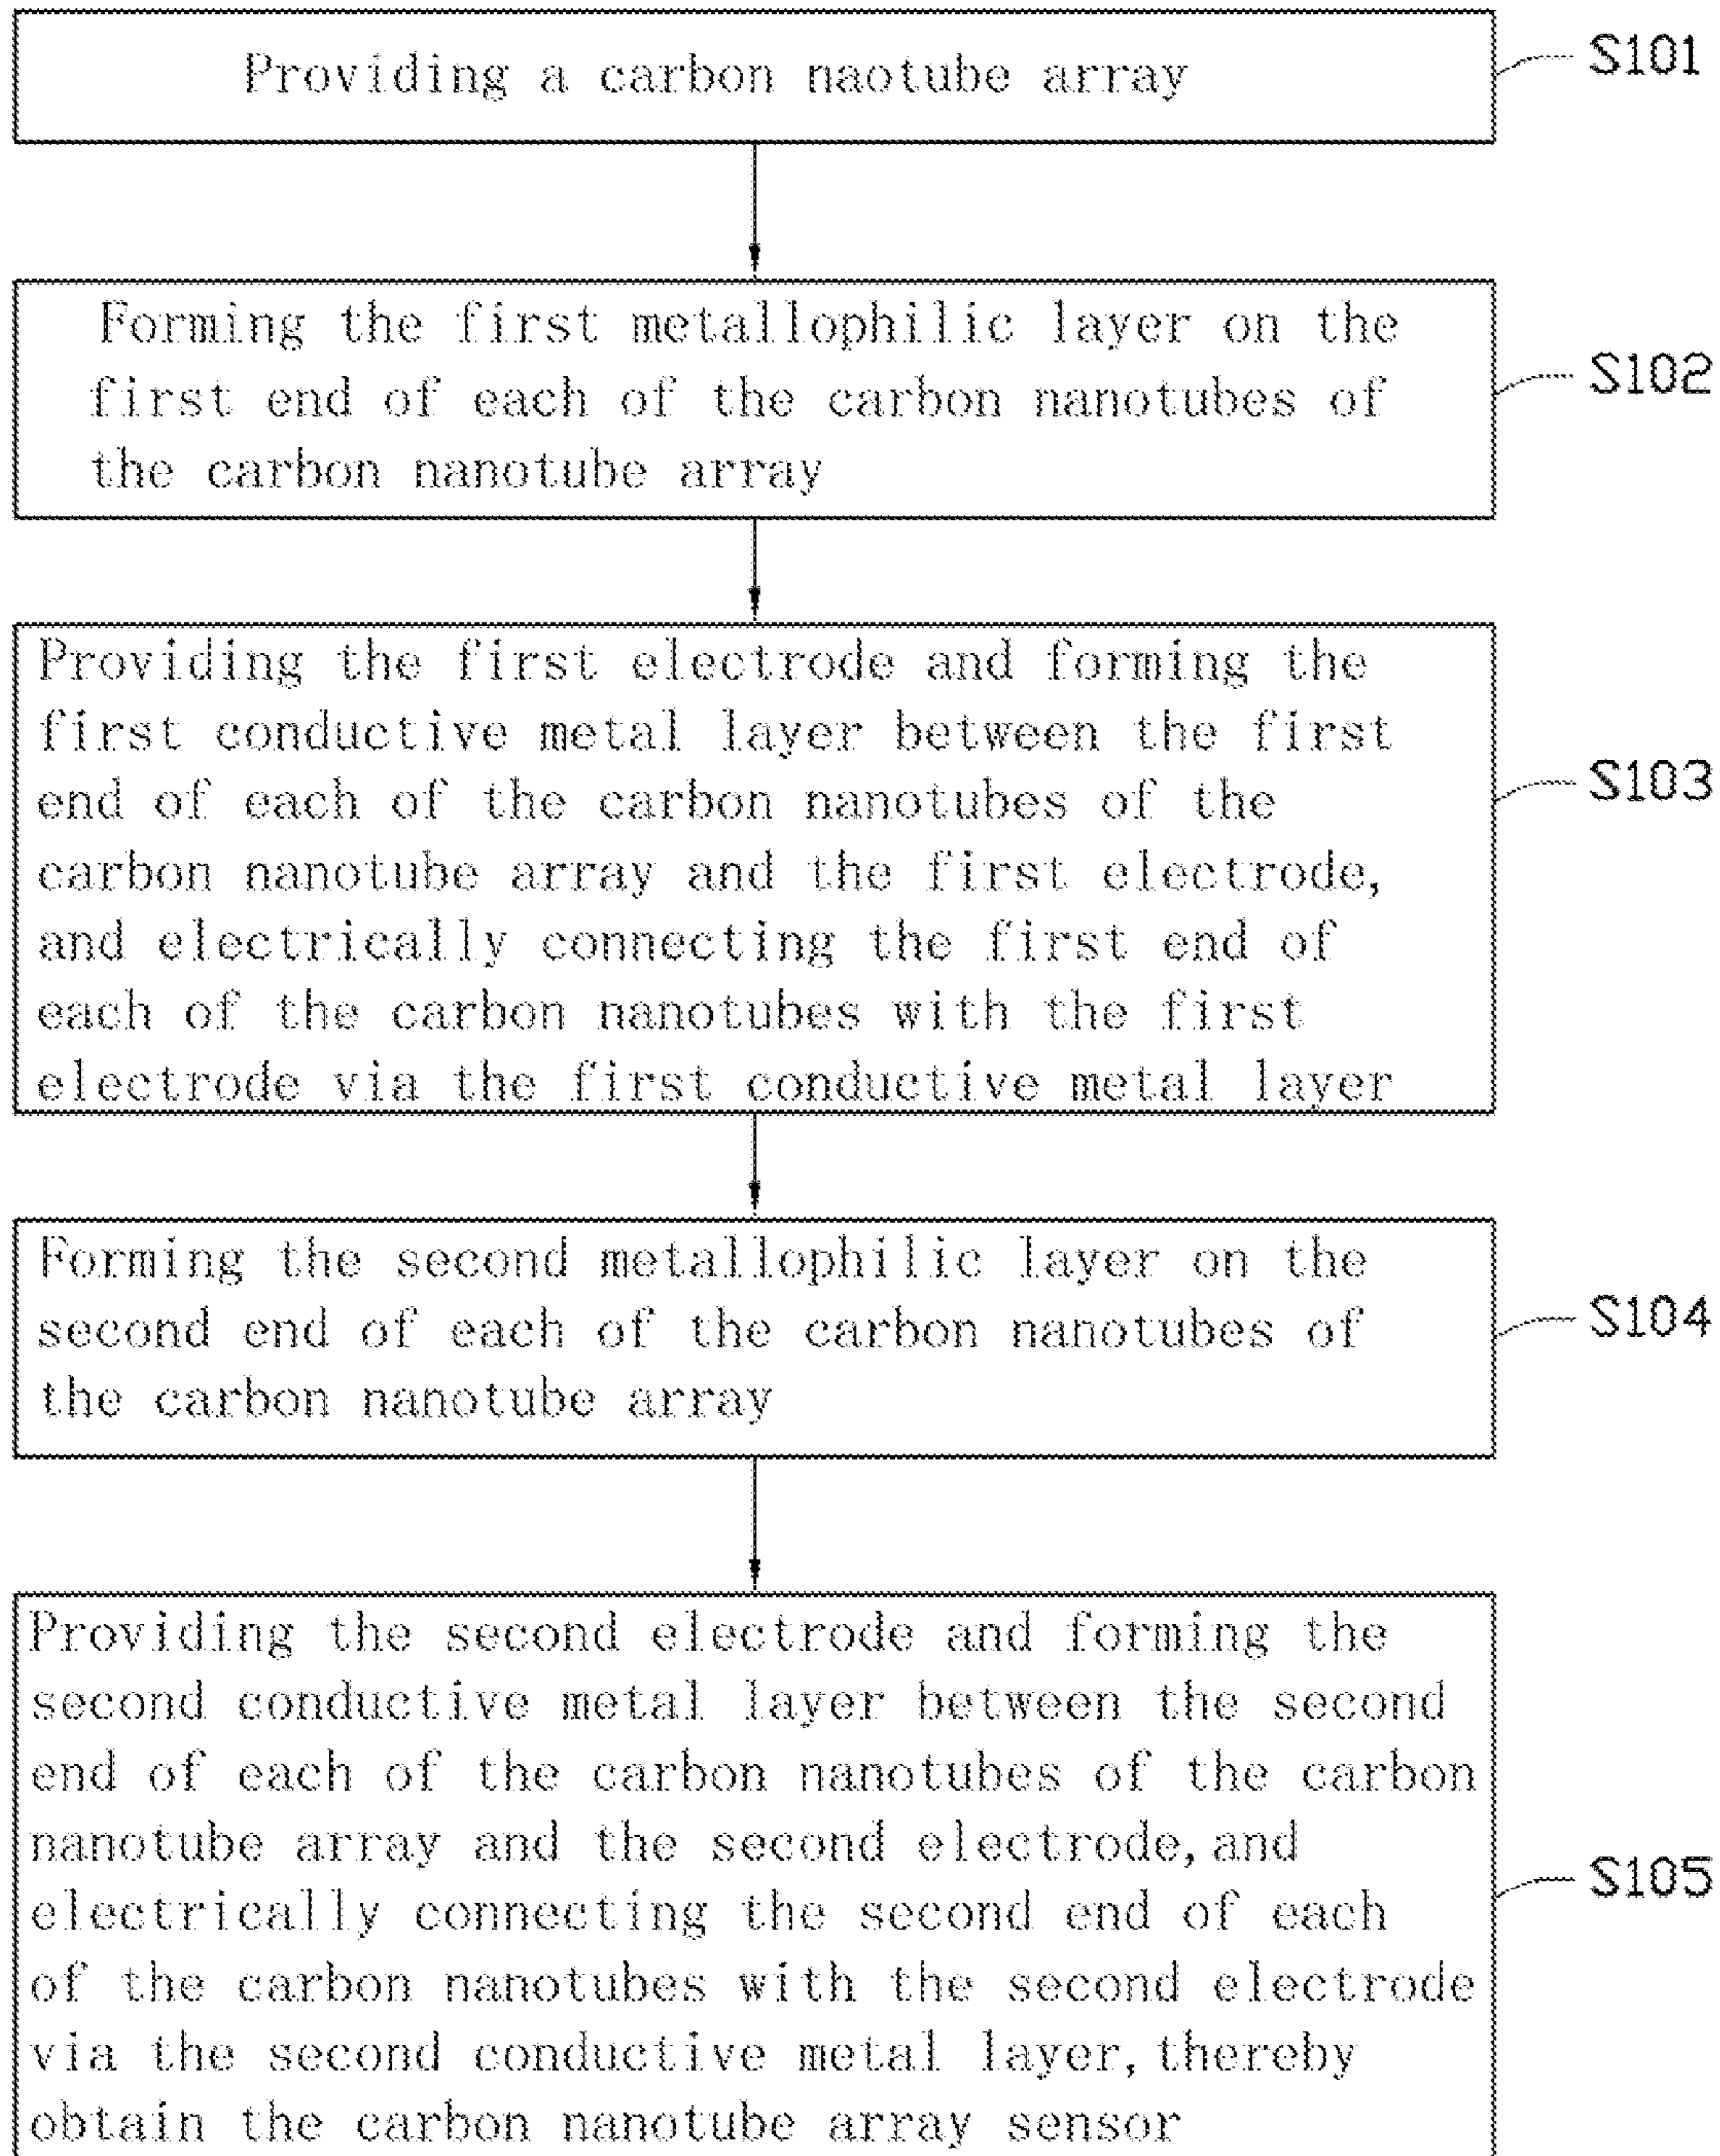 Providing a carbon naotube array
S101
Forming the first metallophilic layer on the
first end of each of the carbon nanotubes of
the carbon nanotube array
S102
Providing the first electrode and forming the
first conductive metal layer between the first
end of each of the carbon nanotubes of the
carbon nanotube array and the first electrode,
and electrically connecting the first end of
each of the carbon nanotubes with the first
electrode via the first conductive metal layer
S103
Forming the second metallophilic layer on the
second end of each of the carbon nanotubes of
the carbon nanotube array
S104
Providing the second electrode and forming the
second conductive metal layer between the second
end of each of the carbon nanotubes of the carbon
nanotube array and the second electrode, and
electrically connecting the second end of each
of the carbon nanotubes with the second electrode
via the second conductive metal layer, thereby
obtain the carbon nanotube array sensor
S105